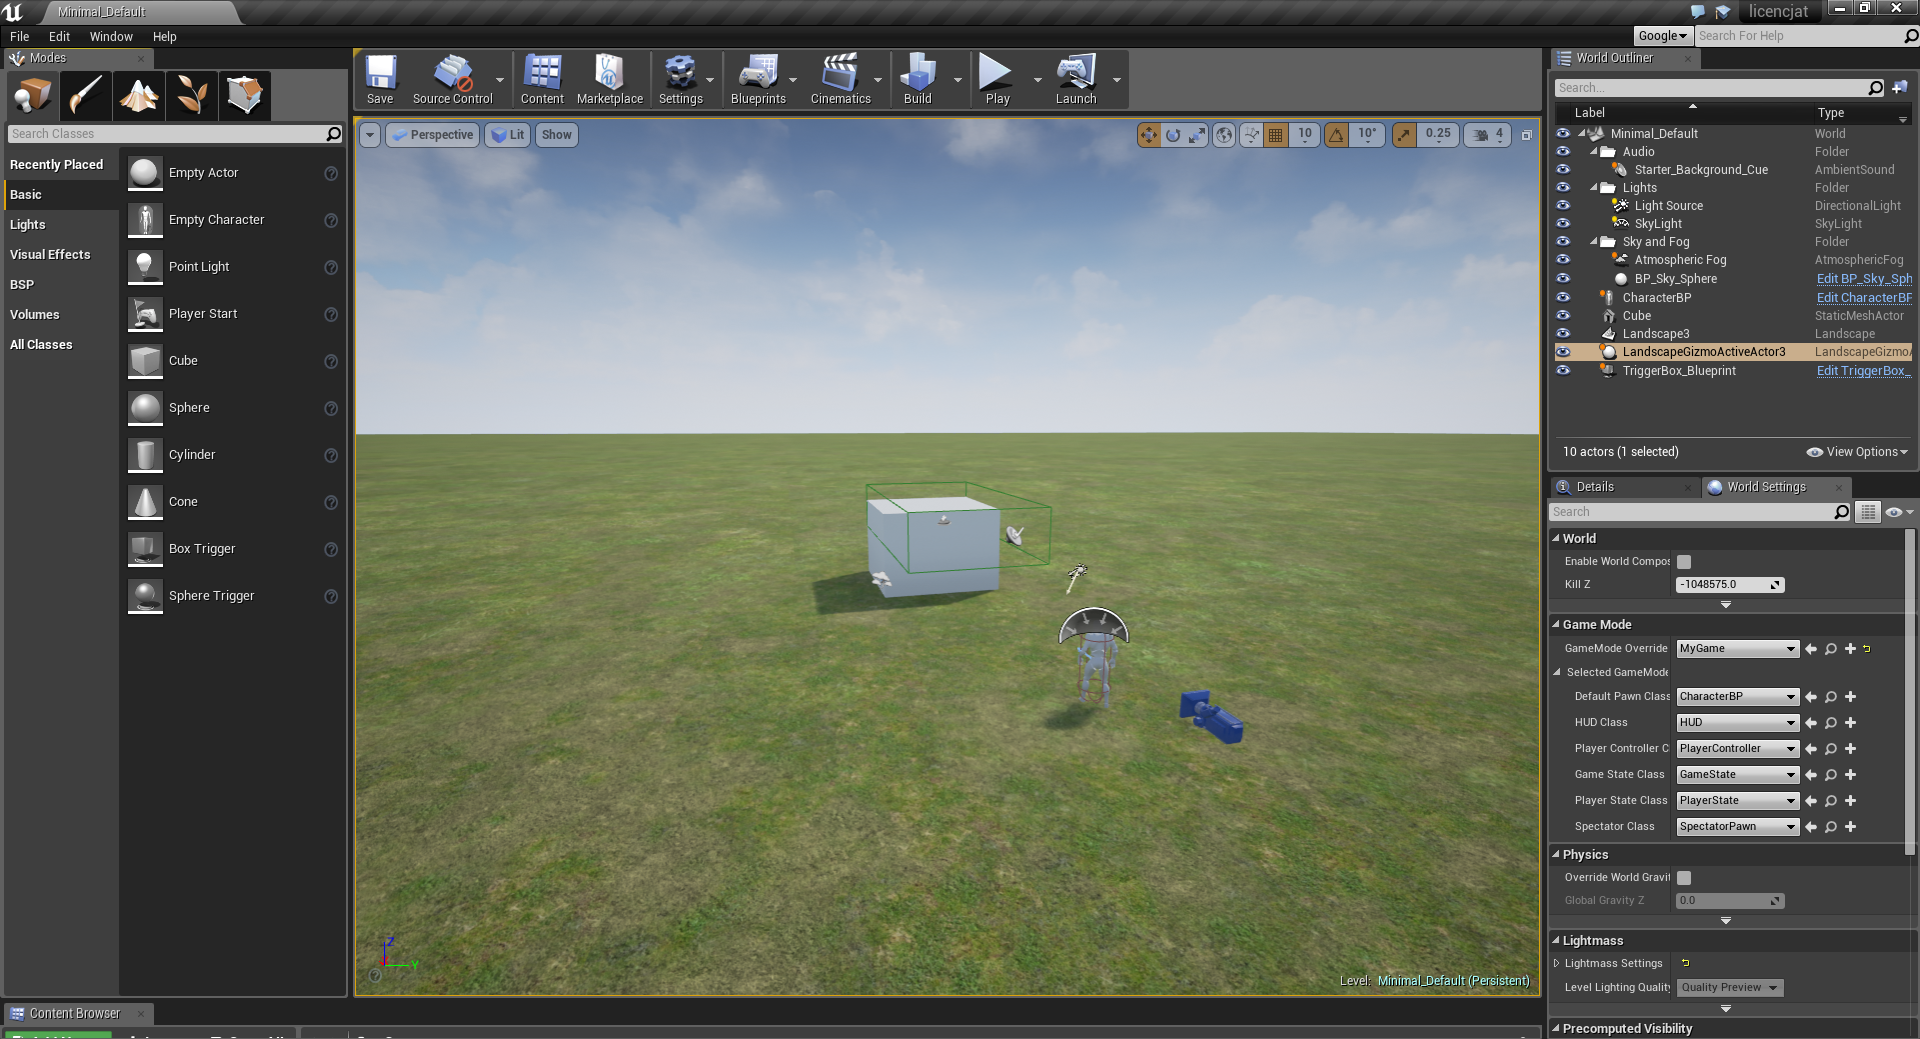 Minimal_Default
licencjat
File Edit Window Help
Google
Search For Help
Modes
Search Classes
Recently Placed
Basic
Lights
Visual Effects
BSP
Volumes
All Classes
Empty Actor
Empty Character
Point Light
Player Start
Cube
Sphere
Cylinder
Cone
Box Trigger
Sphere Trigger
Save Source Control Content Marketplace Settings Blueprints Cinematics Build Play Launch
Perspective Lit Show
10 10° 0.25 4
Z
Y
Level: Minimal_Default (Persistent)
World Outliner
Search...
Label Type
Minimal_Default World
Audio Folder
Starter_Background_Cue AmbientSound
Lights Folder
Light Source DirectionalLight
SkyLight SkyLight
Sky and Fog Folder
Atmospheric Fog AtmosphericFog
BP_Sky_Sphere Edit BP_Sky_Sph
CharacterBP Edit CharacterBP
Cube StaticMeshActor
Landscape3 Landscape
LandscapeGizmoActiveActor3 LandscapeGizmoA
TriggerBox_Blueprint Edit TriggerBox_
10 actors (1 selected)
View Options
Details
World Settings
Search
World
Enable World Compos
Kill Z -1048575.0
Game Mode
GameMode Override MyGame
Selected GameMode
Default Pawn Class CharacterBP
HUD Class HUD
Player Controller C PlayerController
Game State Class GameState
Player State Class PlayerState
Spectator Class SpectatorPawn
Physics
Override World Gravit
Global Gravity Z 0.0
Lightmass
Lightmass Settings
Level Lighting Quality Quality Preview
Precomputed Visibility
Content Browser